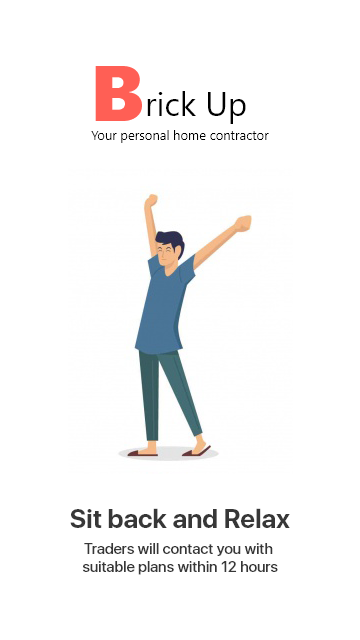 Brick Up
Your personal home contractor
Sit back and Relax
Traders will contact you with
suitable plans within 12 hours